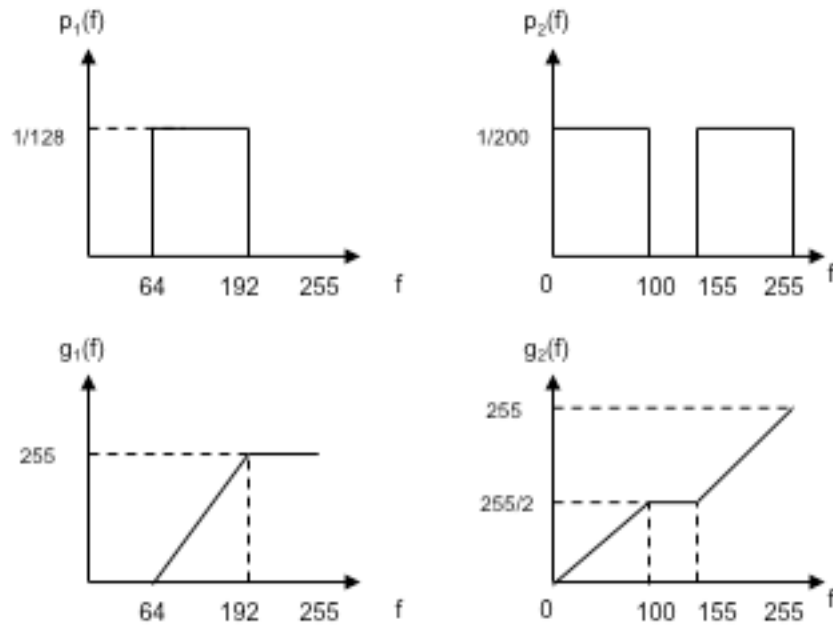 p₁(f)
1/128
64 192 255 f
p₂(f)
1/200
0 100 155 255 f
g₁(f)
255
64 192 255 f
g₂(f)
255
255/2
0 100 155 255 f